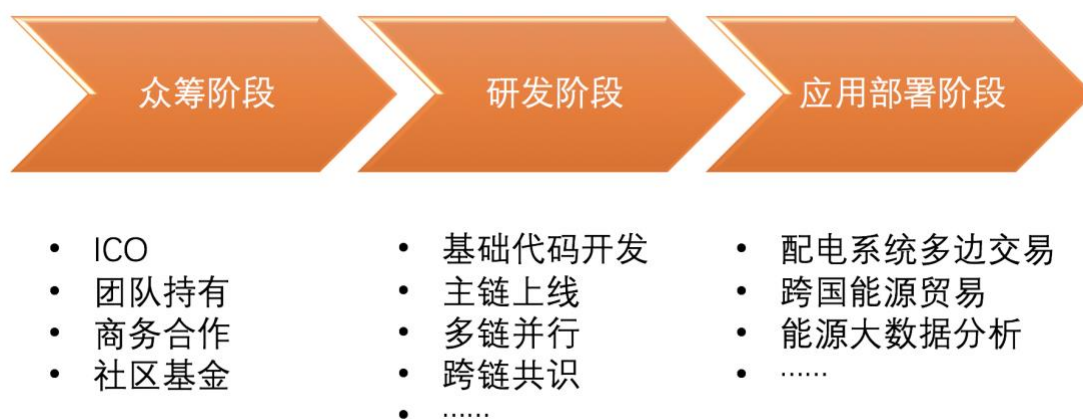 众筹阶段
研发阶段
应用部署阶段
• ICO
• 团队持有
• 商务合作
• 社区基金
• 基础代码开发
• 主链上线
• 多链并行
• 跨链共识
• ······
• 配电系统多边交易
• 跨国能源贸易
• 能源大数据分析
• ······